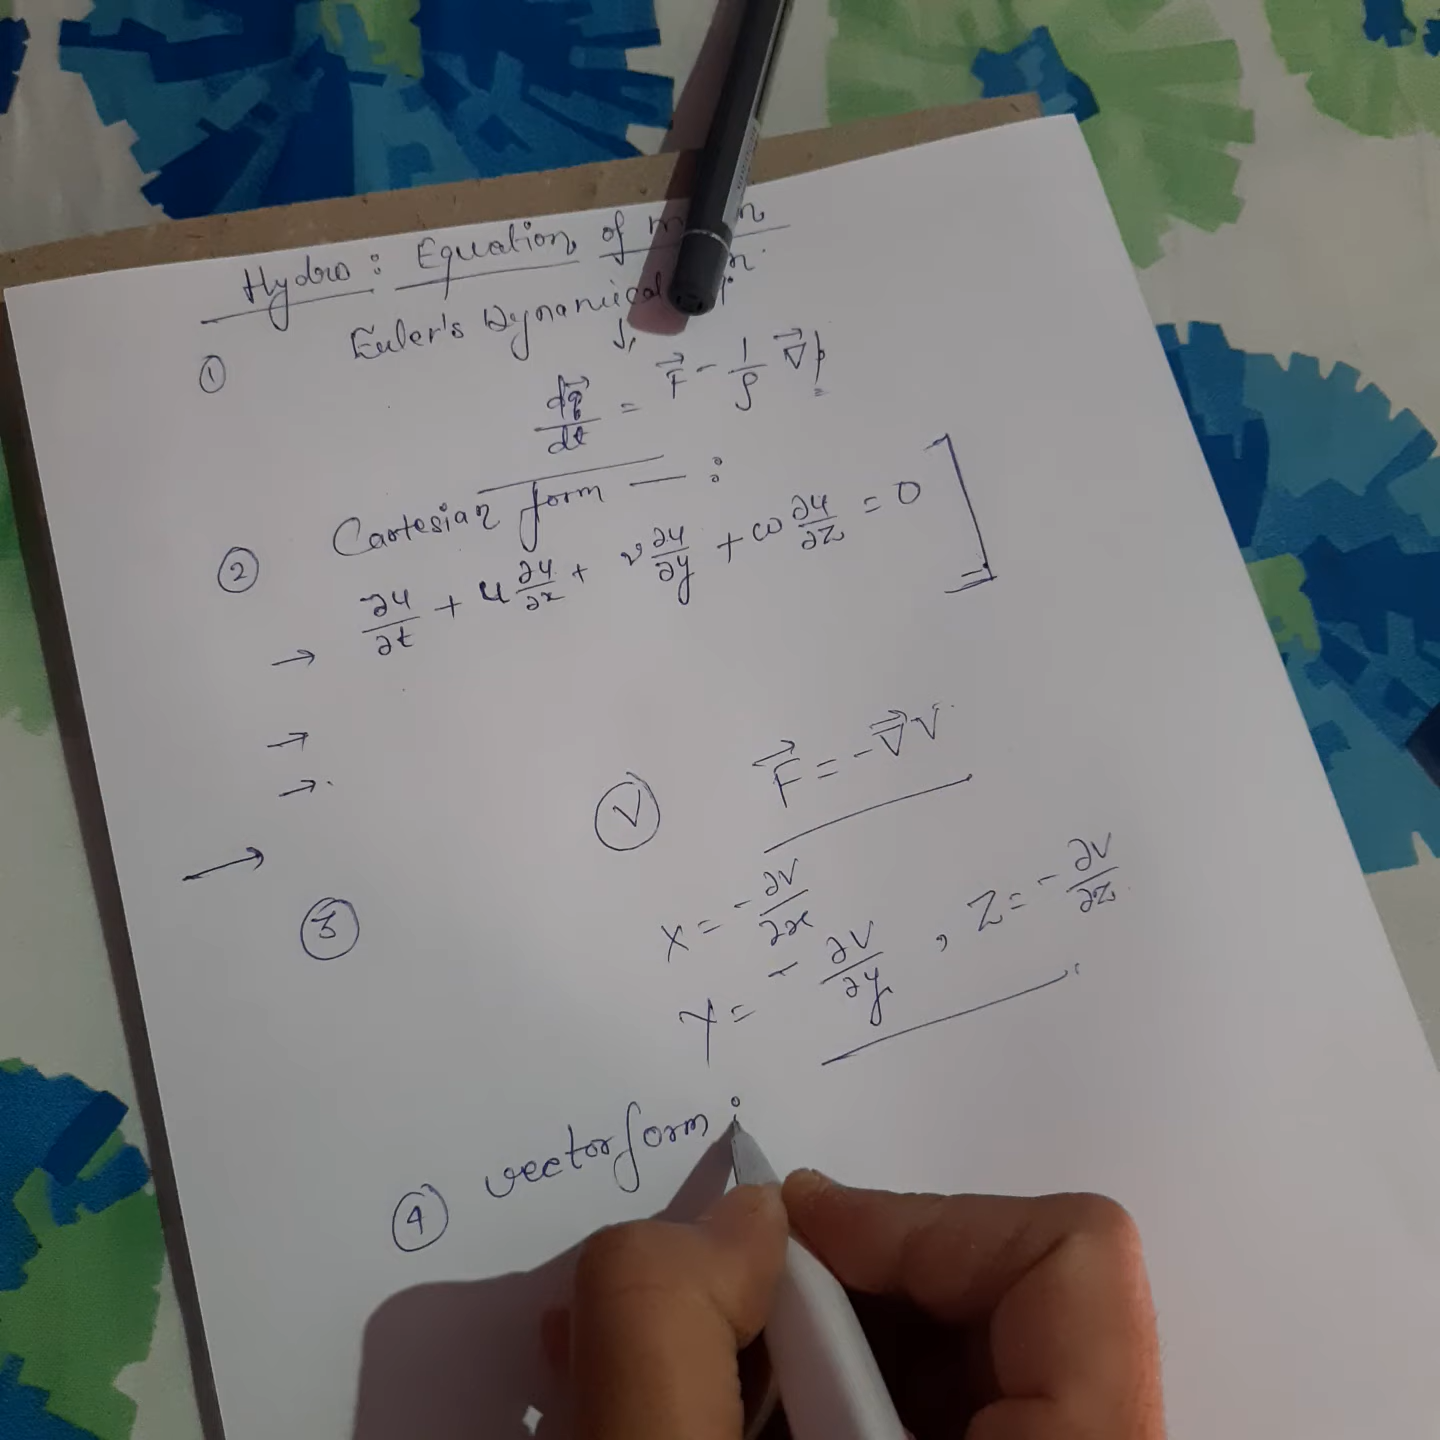 Hydro: Equation of
Euler's Dynamical
① dq⃗/dt = F⃗ - 1/ρ ∇⃗p
② Cartesian form — :
→ ∂u/∂t + u ∂u/∂x + v ∂u/∂y + w ∂u/∂z = 0 ]
→
→
Ⓥ F⃗ = -∇⃗V
→
③ X = -∂V/∂x
Y = -∂V/∂y , Z = -∂V/∂z
④ vector form :